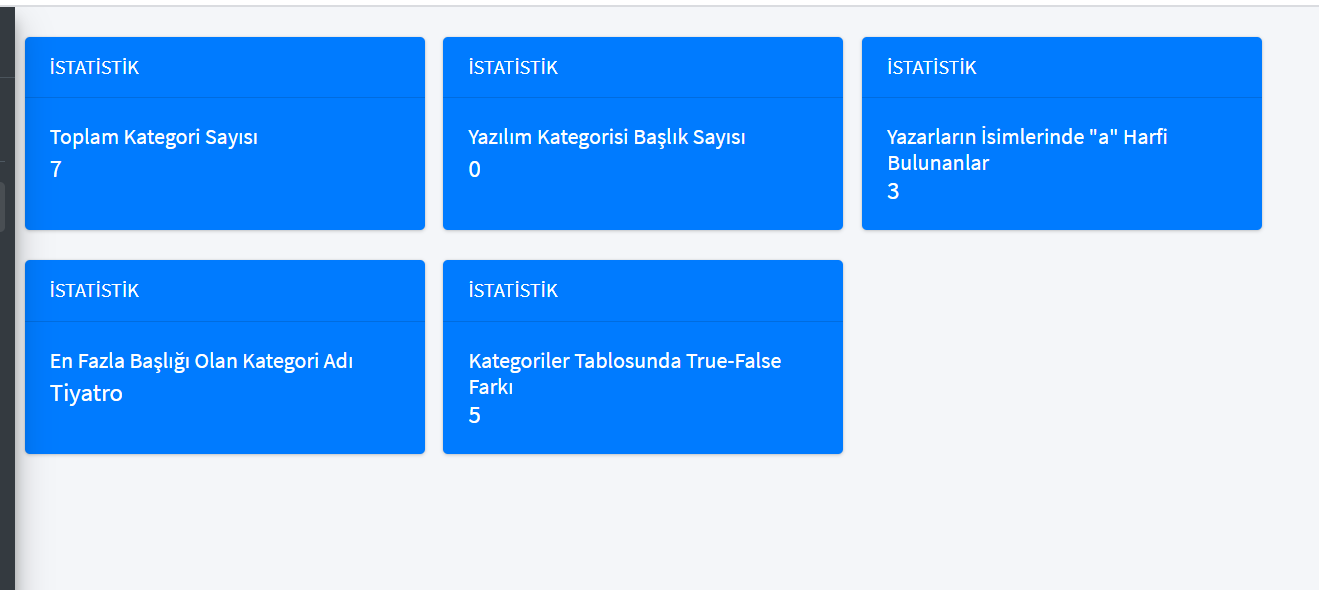 İSTATİSTİK
Toplam Kategori Sayısı
7
İSTATİSTİK
Yazılım Kategorisi Başlık Sayısı
0
İSTATİSTİK
Yazarların İsimlerinde "a" Harfi
Bulunanlar
3
İSTATİSTİK
En Fazla Başlığı Olan Kategori Adı
Tiyatro
İSTATİSTİK
Kategoriler Tablosunda True-False
Farkı
5